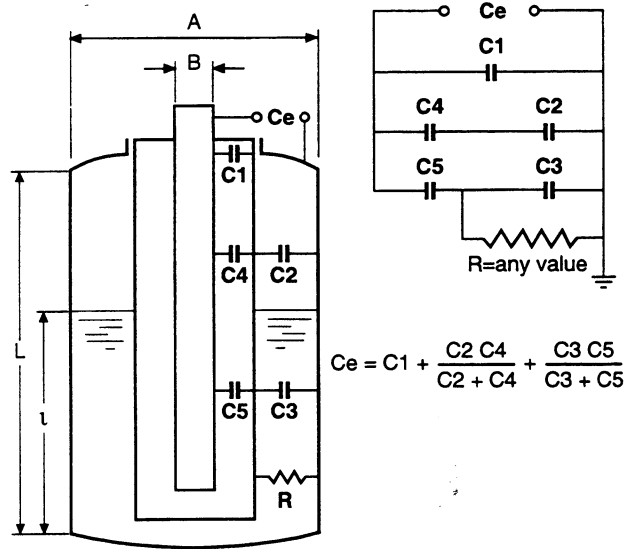 A
B
Ce
C1
C4 C2
L
l
C5 C3
R
Ce
C1
C4 C2
C5 C3
R=any value
Ce = C1 + C2 C4 / C2 + C4 + C3 C5 / C3 + C5